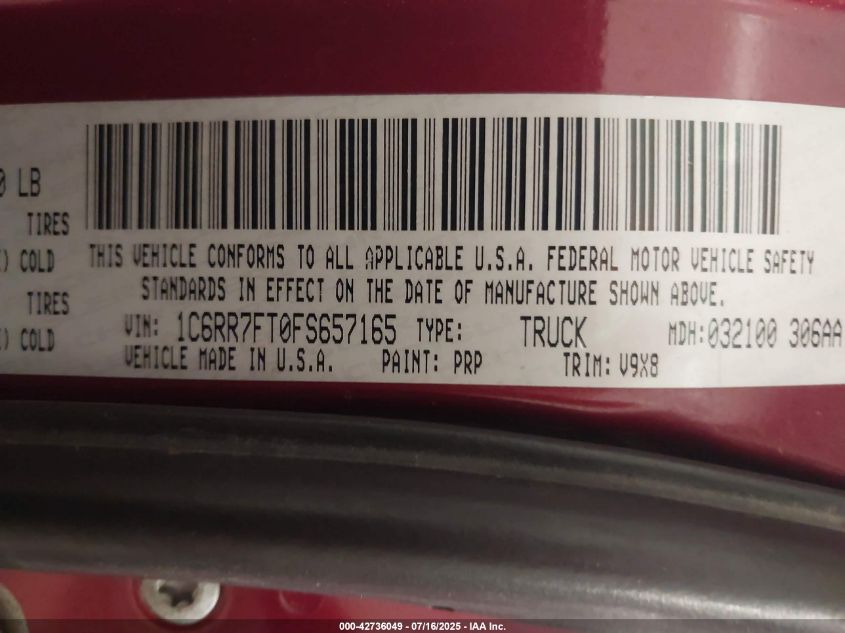 0 LB
TIRES
) COLD
TIRES
) COLD
THIS VEHICLE CONFORMS TO ALL APPLICABLE U.S.A. FEDERAL MOTOR VEHICLE SAFETY
STANDARDS IN EFFECT ON THE DATE OF MANUFACTURE SHOWN ABOVE.
VIN: 1C6RR7FT0FS657165 TYPE: TRUCK MDH:032100 306AA
VEHICLE MADE IN U.S.A. PAINT: PRP TRIM: V9X8
000-42736049 - 07/16/2025 - IAA Inc.